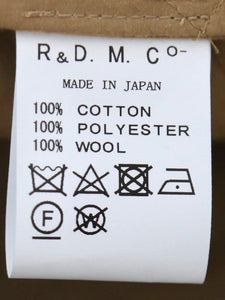 R & D. M. Co-
MADE IN JAPAN
100% COTTON
100% POLYESTER
100% WOOL
F W